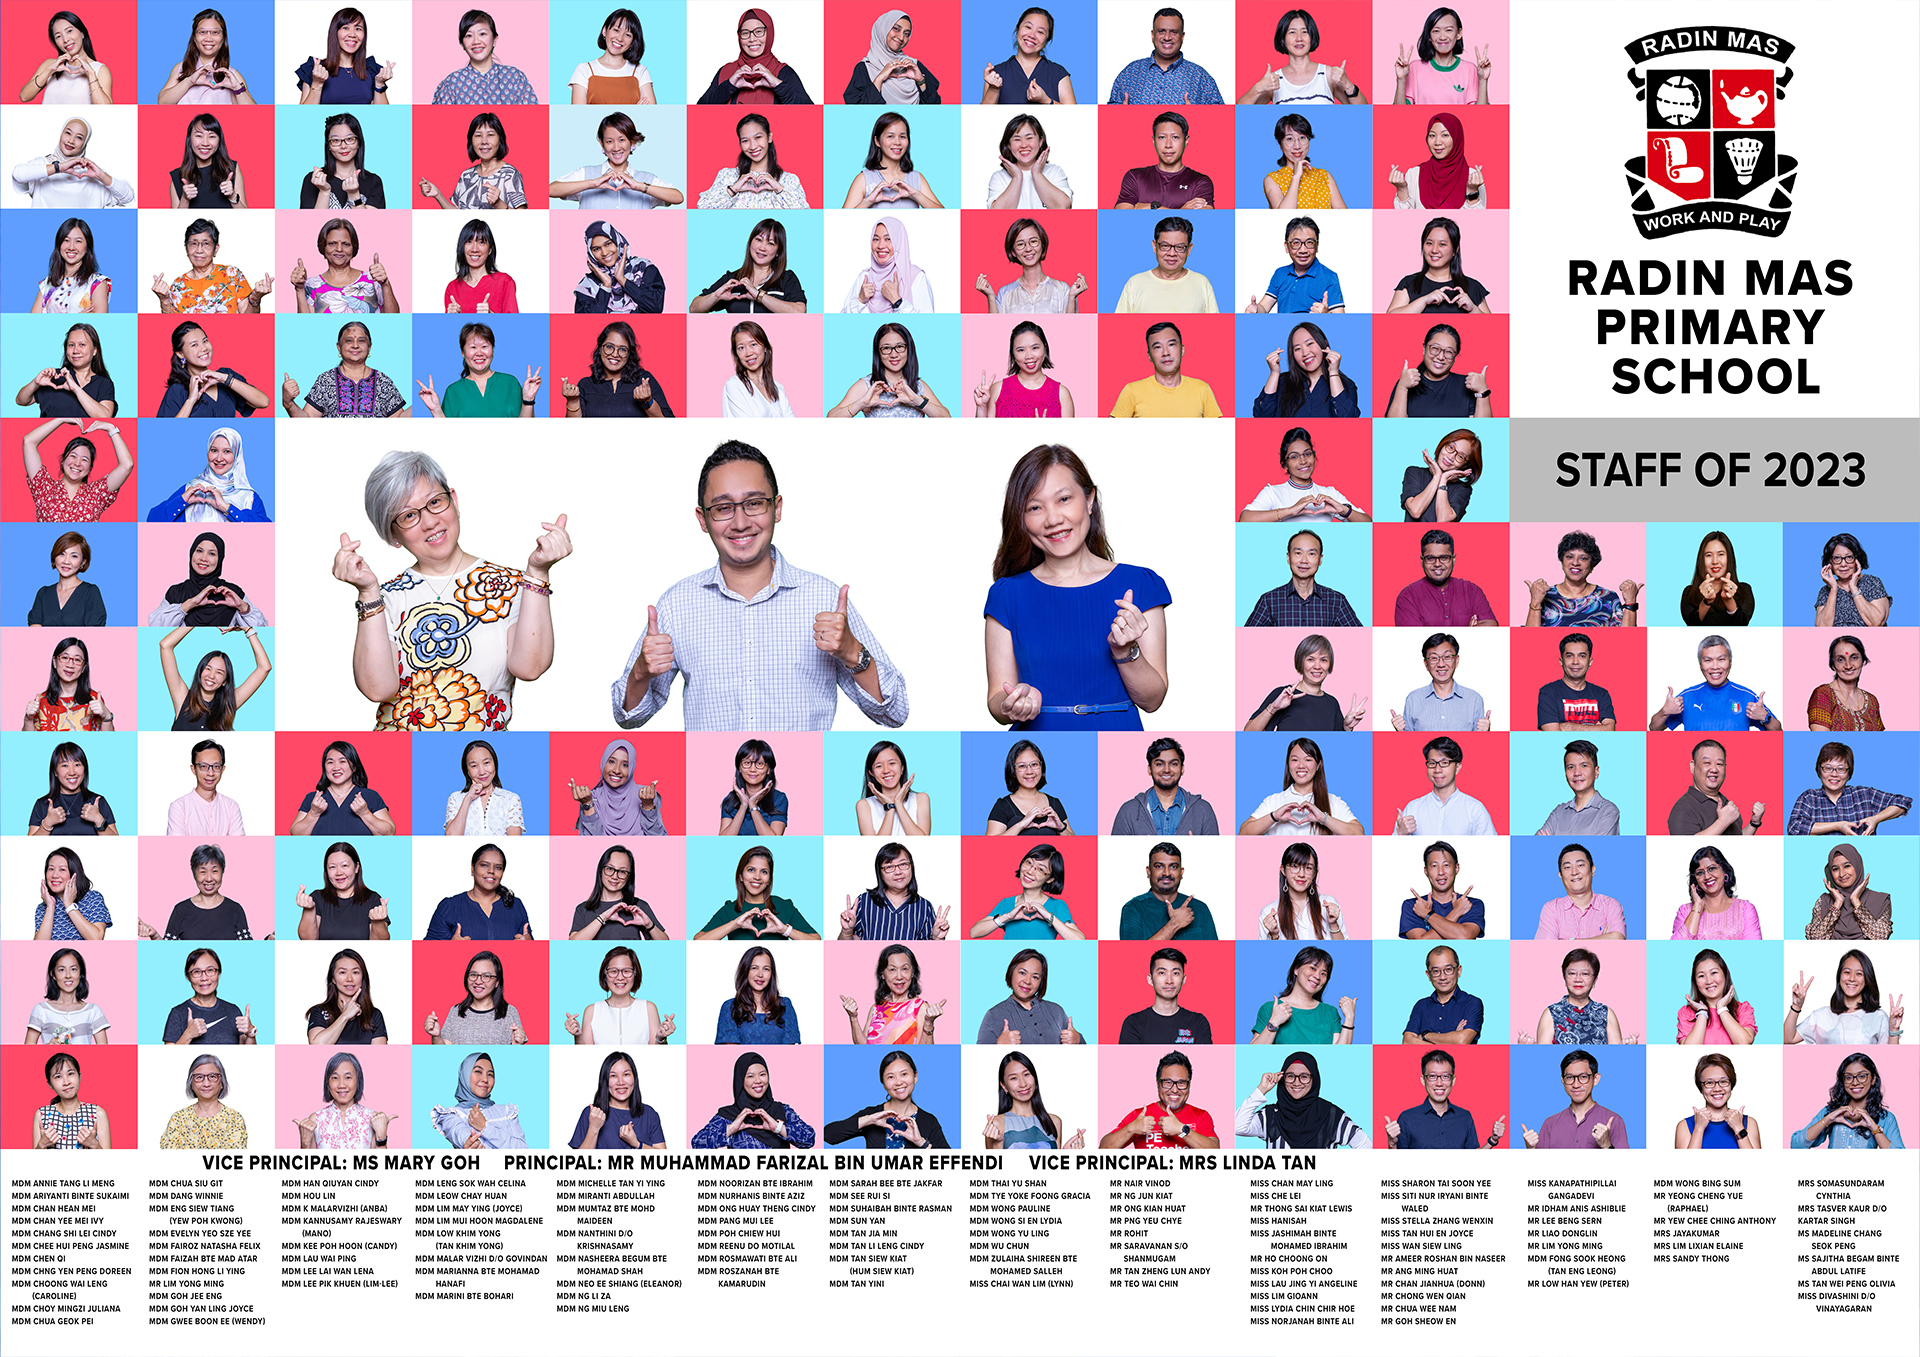 RADIN MAS
WORK AND PLAY
RADIN MAS
PRIMARY
SCHOOL
STAFF OF 2023
VICE PRINCIPAL: MS MARY GOH
PRINCIPAL: MR MUHAMMAD FARIZAL BIN UMAR EFFENDI
VICE PRINCIPAL: MRS LINDA TAN
MDM ANNIE TANG LI MENG
MDM ARIYANTI BINTE SUKAIMI
MDM CHAN HEAN MEI
MDM CHAN YEE MEI IVY
MDM CHANG SHI LEI CINDY
MDM CHEE HUI PENG JASMINE
MDM CHEN QI
MDM CHNG YEN PENG DOREEN
MDM CHOONG WAI LENG
(CAROLINE)
MDM CHOY MINGZI JULIANA
MDM CHUA GEOK PEI
MDM CHUA SIU GIT
MDM DANG WINNIE
MDM ENG SIEW TIANG
(YEW POH KWONG)
MDM EVELYN YEO SZE YEE
MDM FAIROZ NATASHA FELIX
MDM FAIZAH BTE MAD ATAR
MDM FION HONG LI YING
MR LIM YONG MING
MDM GOH JEE ENG
MDM GOH YAN LING JOYCE
MDM GWEE BOON EE (WENDY)
MDM HAN QIUYAN CINDY
MDM HOU LIN
MDM K MALARVIZHI (ANBA)
MDM KANNUSAMY RAJESWARY
(MANO)
MDM KEE POH HOON (CANDY)
MDM LAU WAI PING
MDM LEE LAI WAN LENA
MDM LEE PIK KHUEN (LIM-LEE)
MDM LENG SOK WAH CELINA
MDM LEOW CHAY HUAN
MDM LIM MAY YING (JOYCE)
MDM LIM MUI HOON MAGDALENE
MDM LOW KHIM YONG
(TAN KHIM YONG)
MDM MALAR VIZHI D/O GOVINDAN
MDM MARIANNA BTE MOHAMAD
HANAFI
MDM MARINI BTE BOHARI
MDM MICHELLE TAN YI YING
MDM MIRANTI ABDULLAH
MDM MUMTAZ BTE MOHD
MAIDEEN
MDM NANTHINI D/O
KRISHNASAMY
MDM NASHEERA BEGUM BTE
MOHAMAD SHAH
MDM NEO EE SHIANG (ELEANOR)
MDM NG LI ZA
MDM NG MIU LENG
MDM NOORIZAN BTE IBRAHIM
MDM NURHANIS BINTE AZIZ
MDM ONG HUAY THENG CINDY
MDM PANG MUI LEE
MDM POH CHIEW HUI
MDM REENU DO MOTILAL
MDM ROSMAWATI BTE ALI
MDM ROSZANAH BTE
KAMARUDIN
MDM SARAH BEE BTE JAKFAR
MDM SEE RUI SI
MDM SUHAIBAH BINTE RASMAN
MDM SUN YAN
MDM TAN JIA MIN
MDM TAN LI LENG CINDY
MDM TAN SIEW KIAT
(HUM SIEW KIAT)
MDM TAN YINI
MDM THAI YU SHAN
MDM TYE YOKE FOONG GRACIA
MDM WONG PAULINE
MDM WONG SI EN LYDIA
MDM WONG YU LING
MDM WU CHUN
MDM ZULAIHA SHIREEN BTE
MOHAMED SALLEH
MISS CHAI WAN LIM (LYNN)
MR NAIR VINOD
MR NG JUN KIAT
MR ONG KIAN HUAT
MR PNG YEU CHYE
MR ROHIT
MR SARAVANAN S/O
SHANMUGAM
MR TAN ZHENG LUN ANDY
MR TEO WAI CHIN
MISS CHAN MAY LING
MISS CHE LEI
MR THONG SAI KIAT LEWIS
MISS HANISAH
MISS JASHIMAH BINTE
MOHAMED IBRAHIM
MR HO CHOONG ON
MISS KOH POH CHOO
MISS LAU JING YI ANGELINE
MISS LIM GIOANN
MISS LYDIA CHIN CHIR HOE
MISS NORJANAH BINTE ALI
MISS SHARON TAI SOON YEE
MISS SITI NUR IRYANI BINTE
WALED
MISS STELLA ZHANG WENXIN
MISS TAN HUI EN JOYCE
MISS WAN SIEW LING
MR AMEER ROSHAN BIN NASEER
MR ANG MING HUAT
MR CHAN JIANHUA (DONN)
MR CHONG WEN QIAN
MR CHUA WEE NAM
MR GOH SHEOW EN
MISS KANAPATHIPILLAI
GANGADEVI
MR IDHAM ANIS ASHIBLIE
MR LEE BENG SERN
MR LIAO DONGLIN
MR LIM YONG MING
MDM FONG SOOK HEONG
(TAN ENG LEONG)
MR LOW HAN YEW (PETER)
MDM WONG BING SUM
MR YEONG CHENG YUE
(RAPHAEL)
MR YEW CHEE CHING ANTHONY
MRS JAYAKUMAR
MRS LIM LIXIAN ELAINE
MRS SANDY THONG
MRS SOMASUNDARAM
CYNTHIA
MRS TASVER KAUR D/O
KARTAR SINGH
MS MADELINE CHANG
SEOK PENG
MS SAJITHA BEGAM BINTE
ABDUL LATIFE
MS TAN WEI PENG OLIVIA
MISS DIVASHINI D/O
VINAYAGARAN